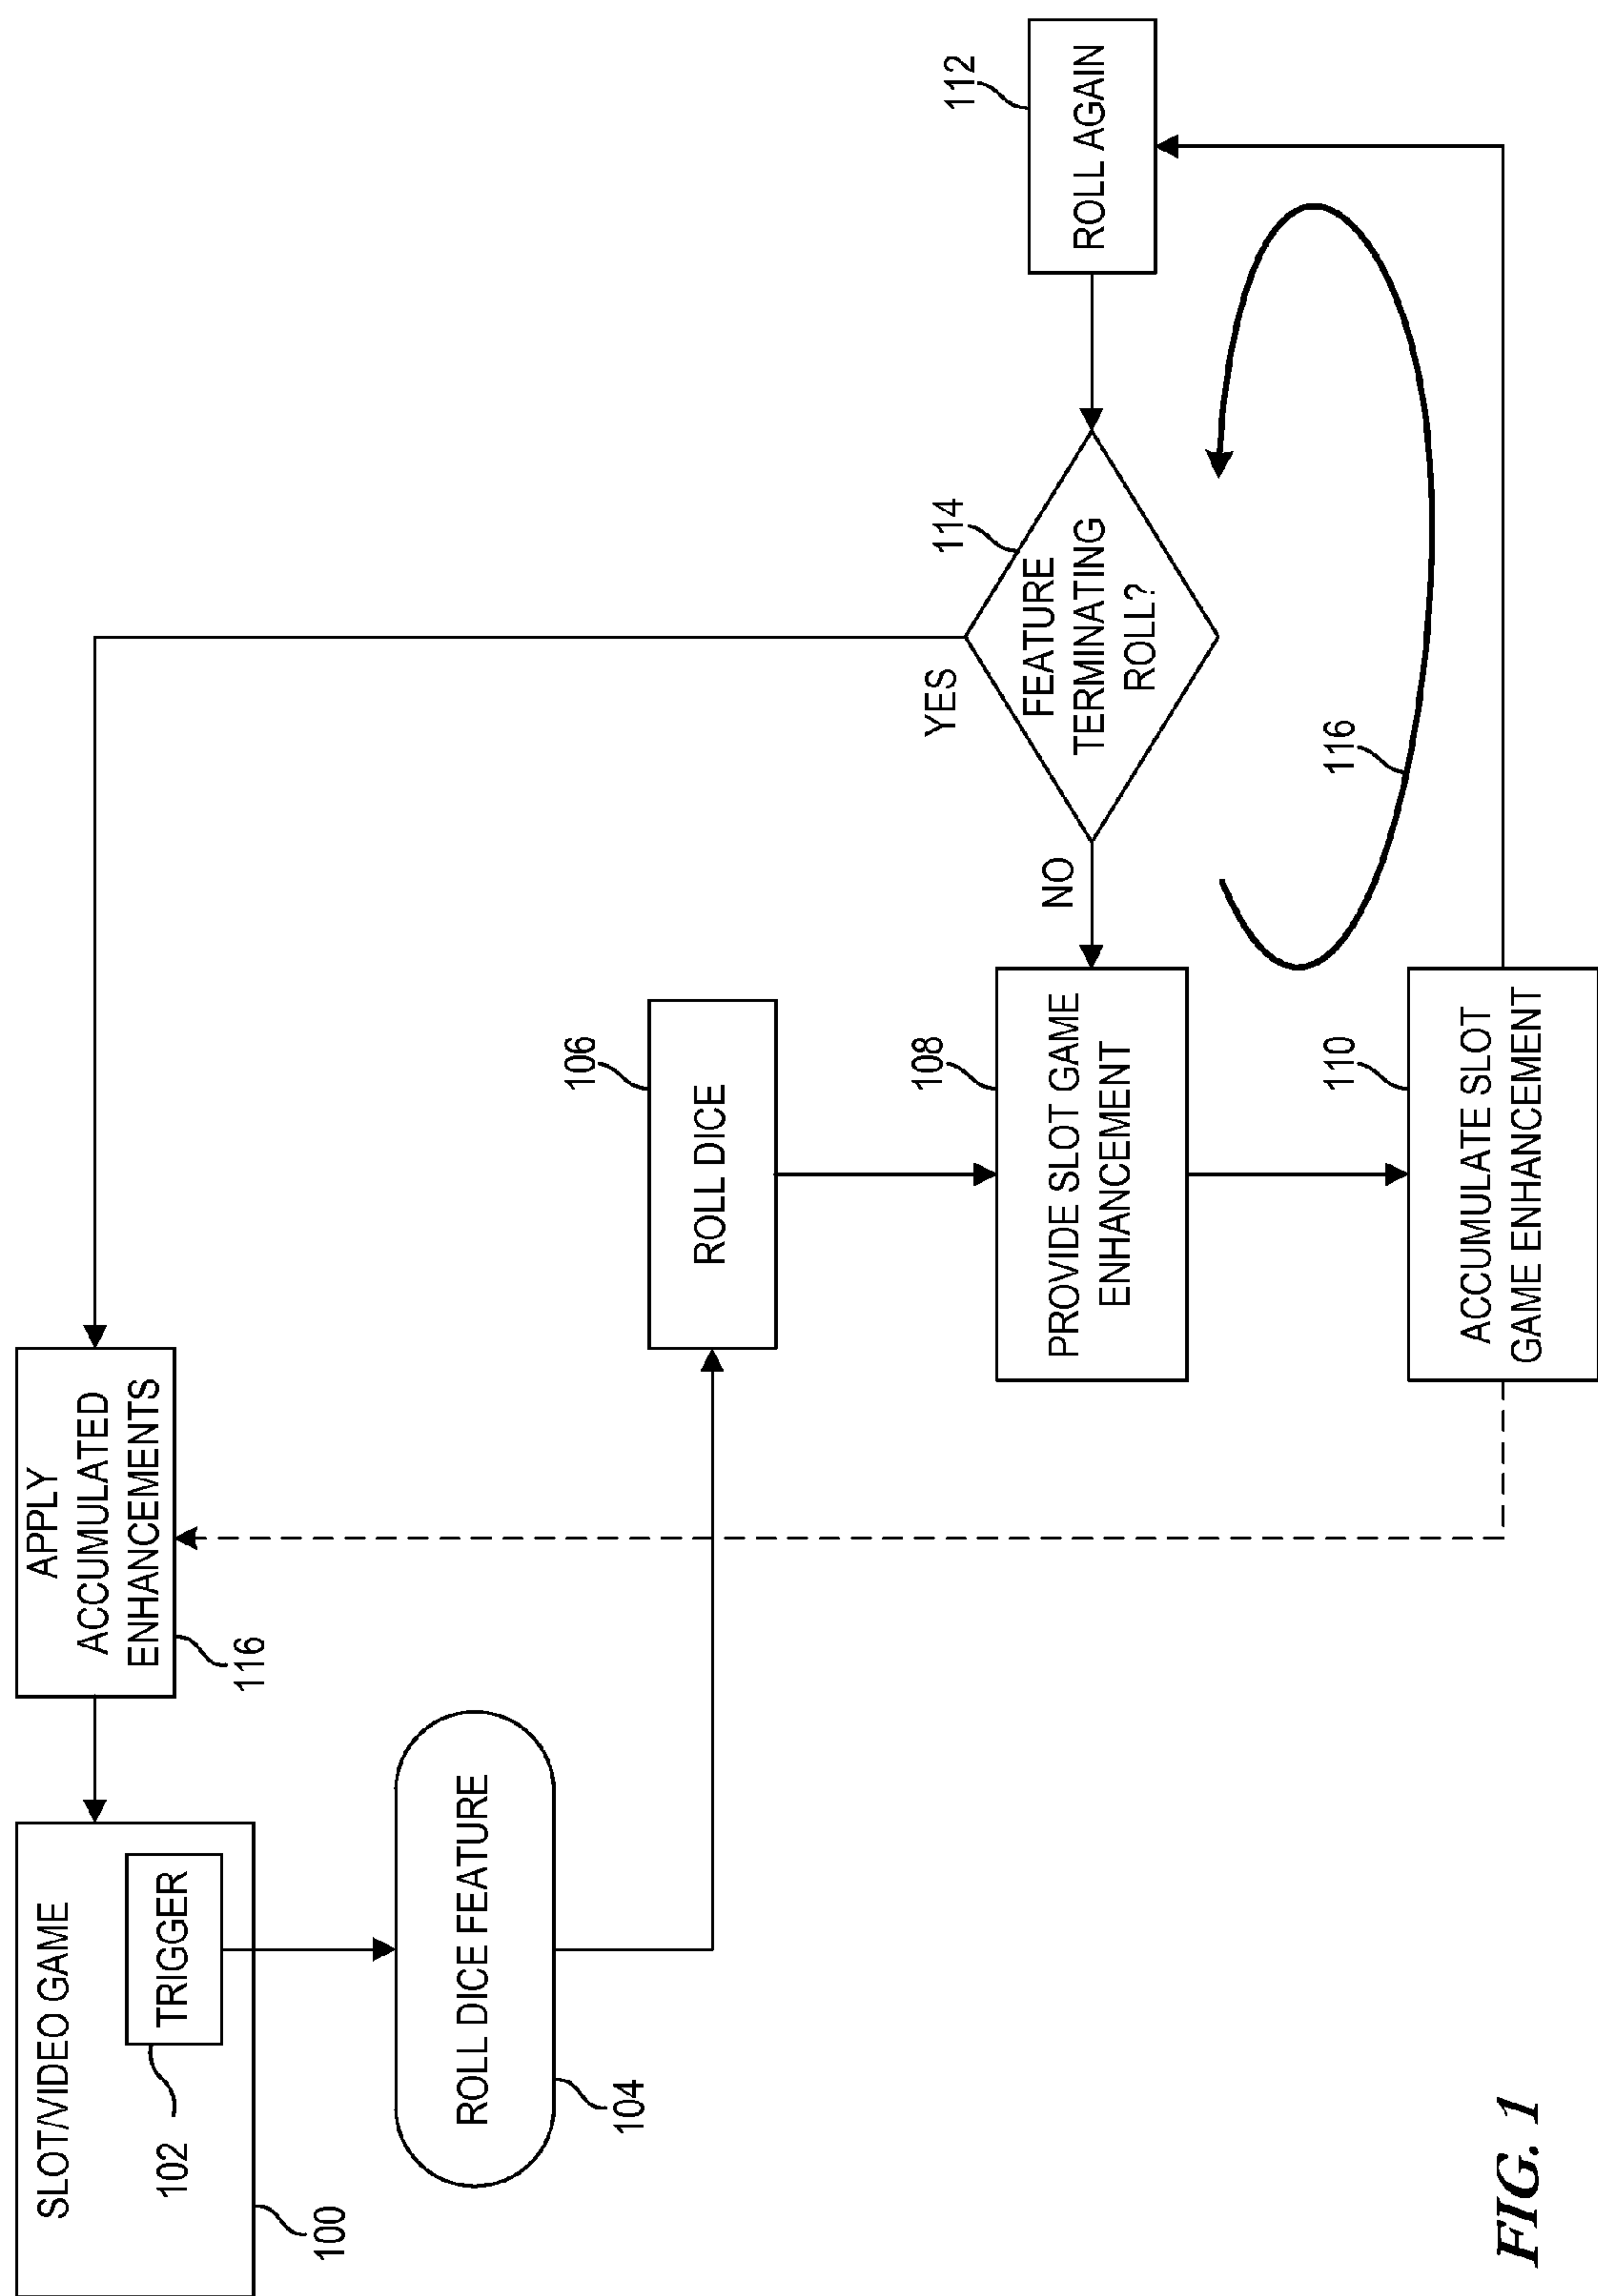 SLOT/VIDEO GAME
TRIGGER
102
100
APPLY
ACCUMULATED
ENHANCEMENTS
116
ROLL DICE FEATURE
104
ROLL DICE
106
PROVIDE SLOT GAME
ENHANCEMENT
108
ACCUMULATE SLOT
GAME ENHANCEMENT
110
ROLL AGAIN
112
FEATURE
TERMINATING
ROLL?
114
YES
NO
116
FIG. 1